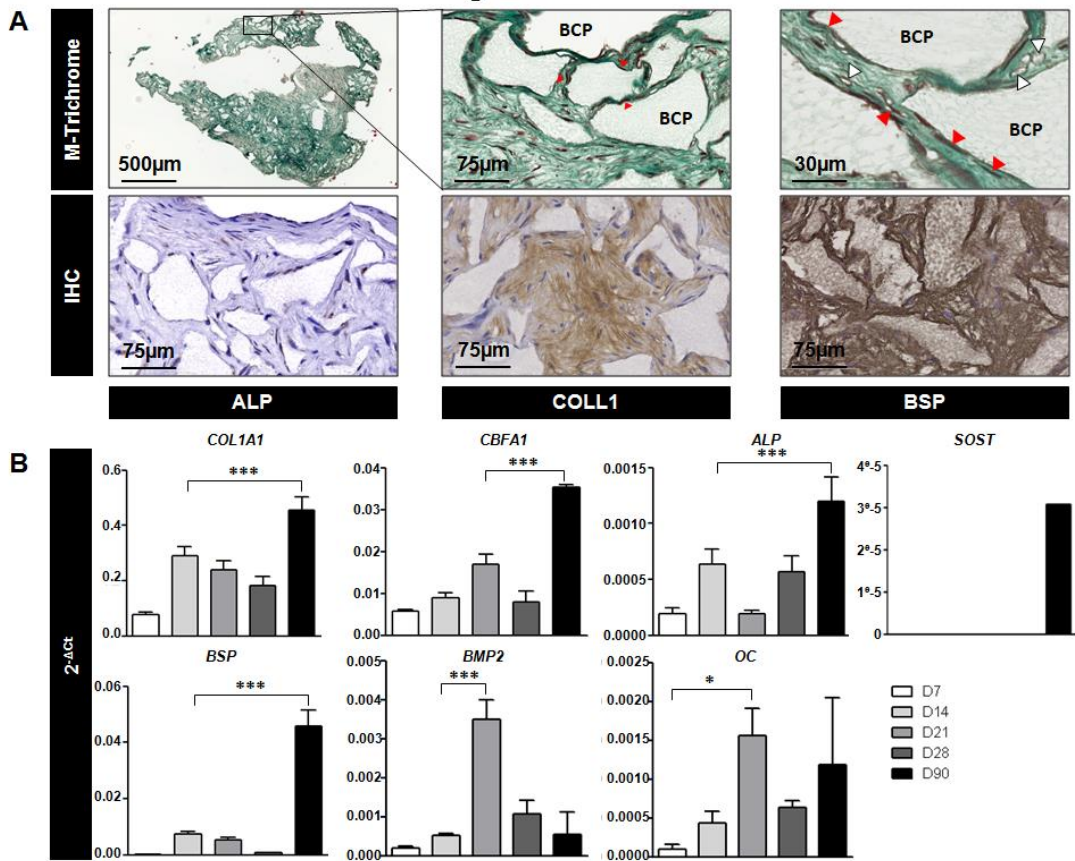 A
M-Trichrome
500µm
BCP
BCP
75µm
BCP
BCP
30µm
IHC
75µm
75µm
75µm
ALP
COLL1
BSP
B
2-ΔCt
COL1A1
0.6
0.4
0.2
0.0
***
CBFA1
0.04
0.03
0.02
0.01
0.00
***
ALP
0.0015
0.0010
0.0005
0.0000
***
SOST
4e-5
3e-5
2e-5
1e-5
0
BSP
0.06
0.04
0.02
0.00
***
BMP2
0.005
0.004
0.003
0.002
0.001
0.000
***
OC
0.0025
0.0020
0.0015
0.0010
0.0005
0.0000
*
D7
D14
D21
D28
D90